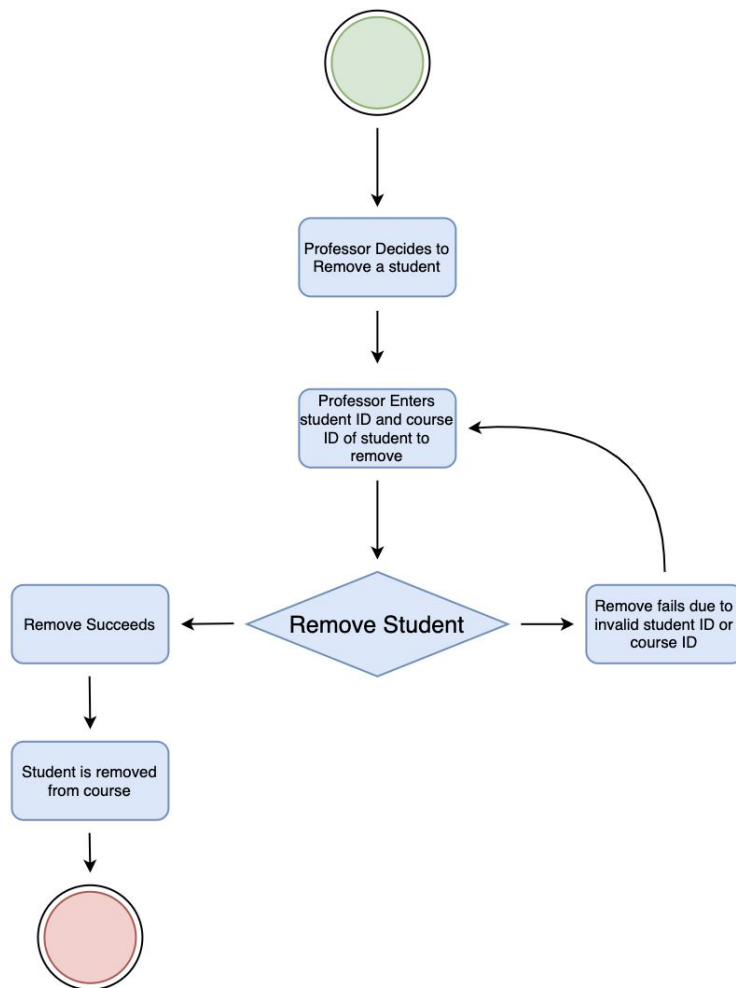 Professor Decides to
Remove a student
Professor Enters
student ID and course
ID of student to
remove
Remove Succeeds
Remove Student
Remove fails due to
invalid student ID or
course ID
Student is removed
from course